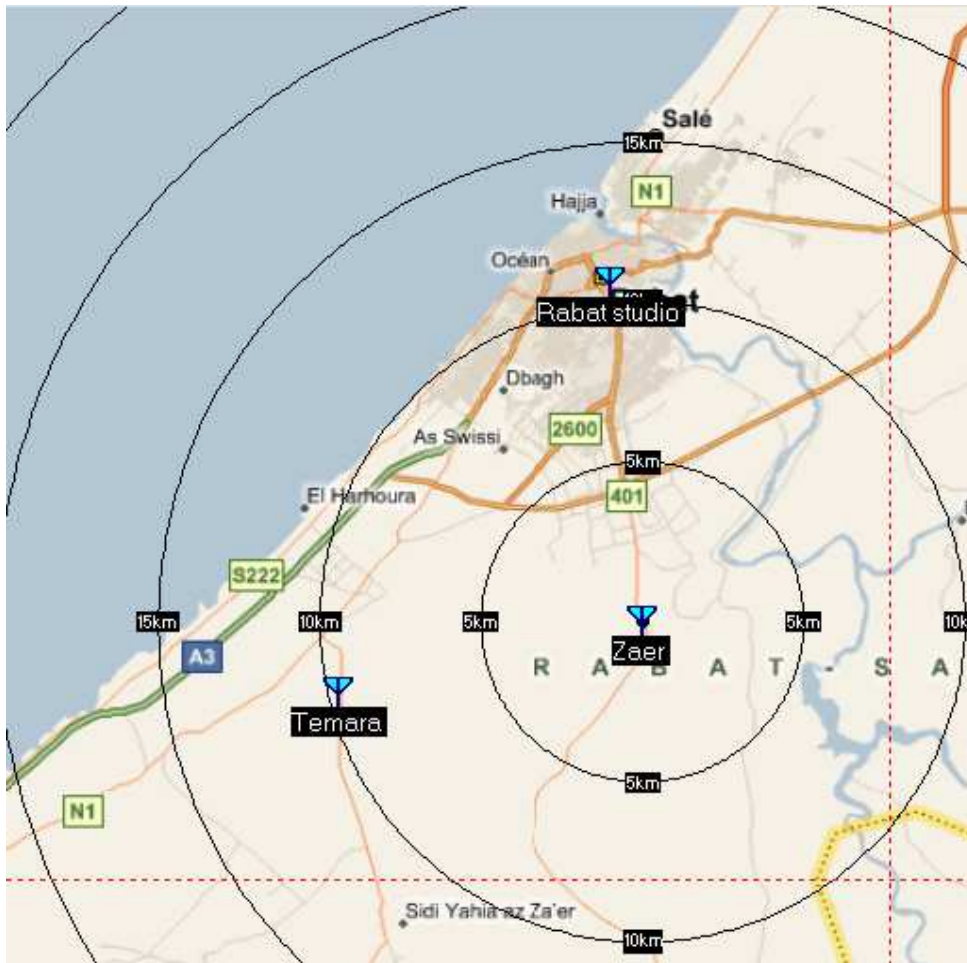 Salé
15km
N1
Hajja
Océan
Rabat studio
Dbagh
2600
As Swissi
5km
401
El Harhoura
S222
15km
10km
5km
5km
10k
Zaer
A3
R A B A T - S A
Temara
5km
N1
Sidi Yahia az Za'er
10km